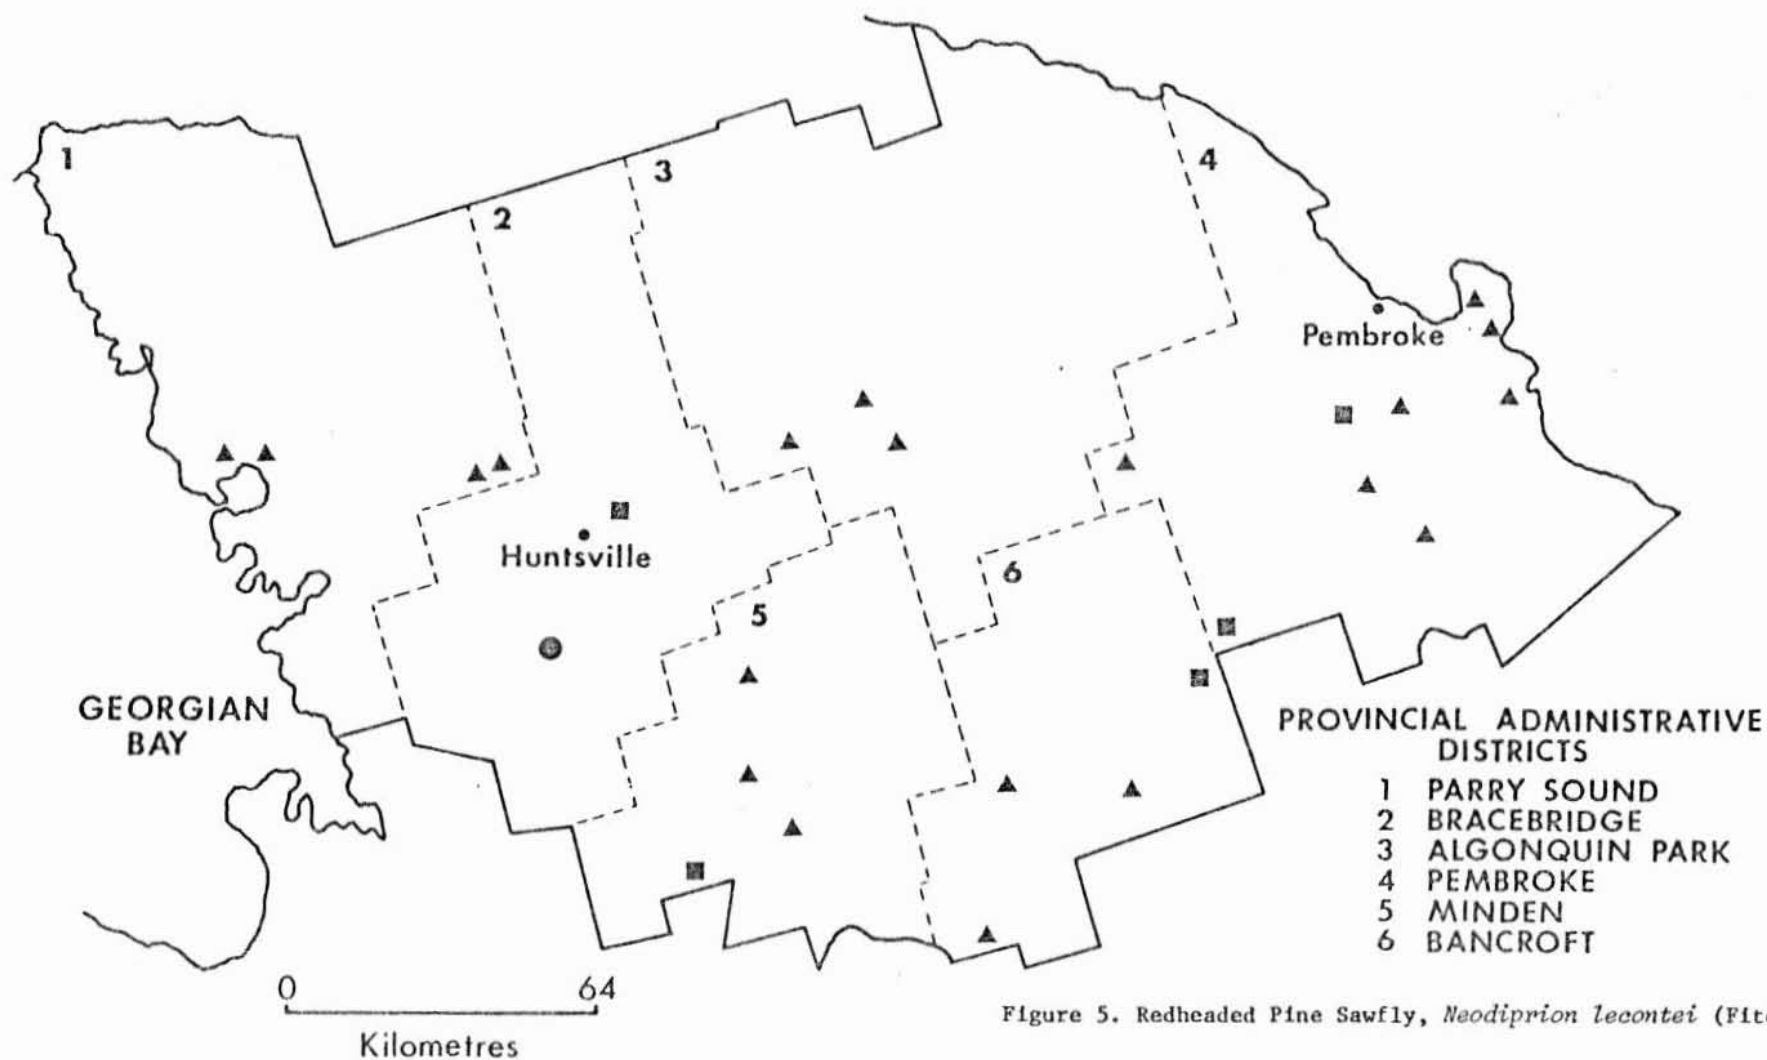 1
2
3
4
Pembroke
Huntsville
5
6
GEORGIAN
BAY
PROVINCIAL ADMINISTRATIVE
DISTRICTS
1 PARRY SOUND
2 BRACEBRIDGE
3 ALGONQUIN PARK
4 PEMBROKE
5 MINDEN
6 BANCROFT
0 64
Kilometres
Figure 5. Redheaded Pine Sawfly, Neodiprion lecontei (